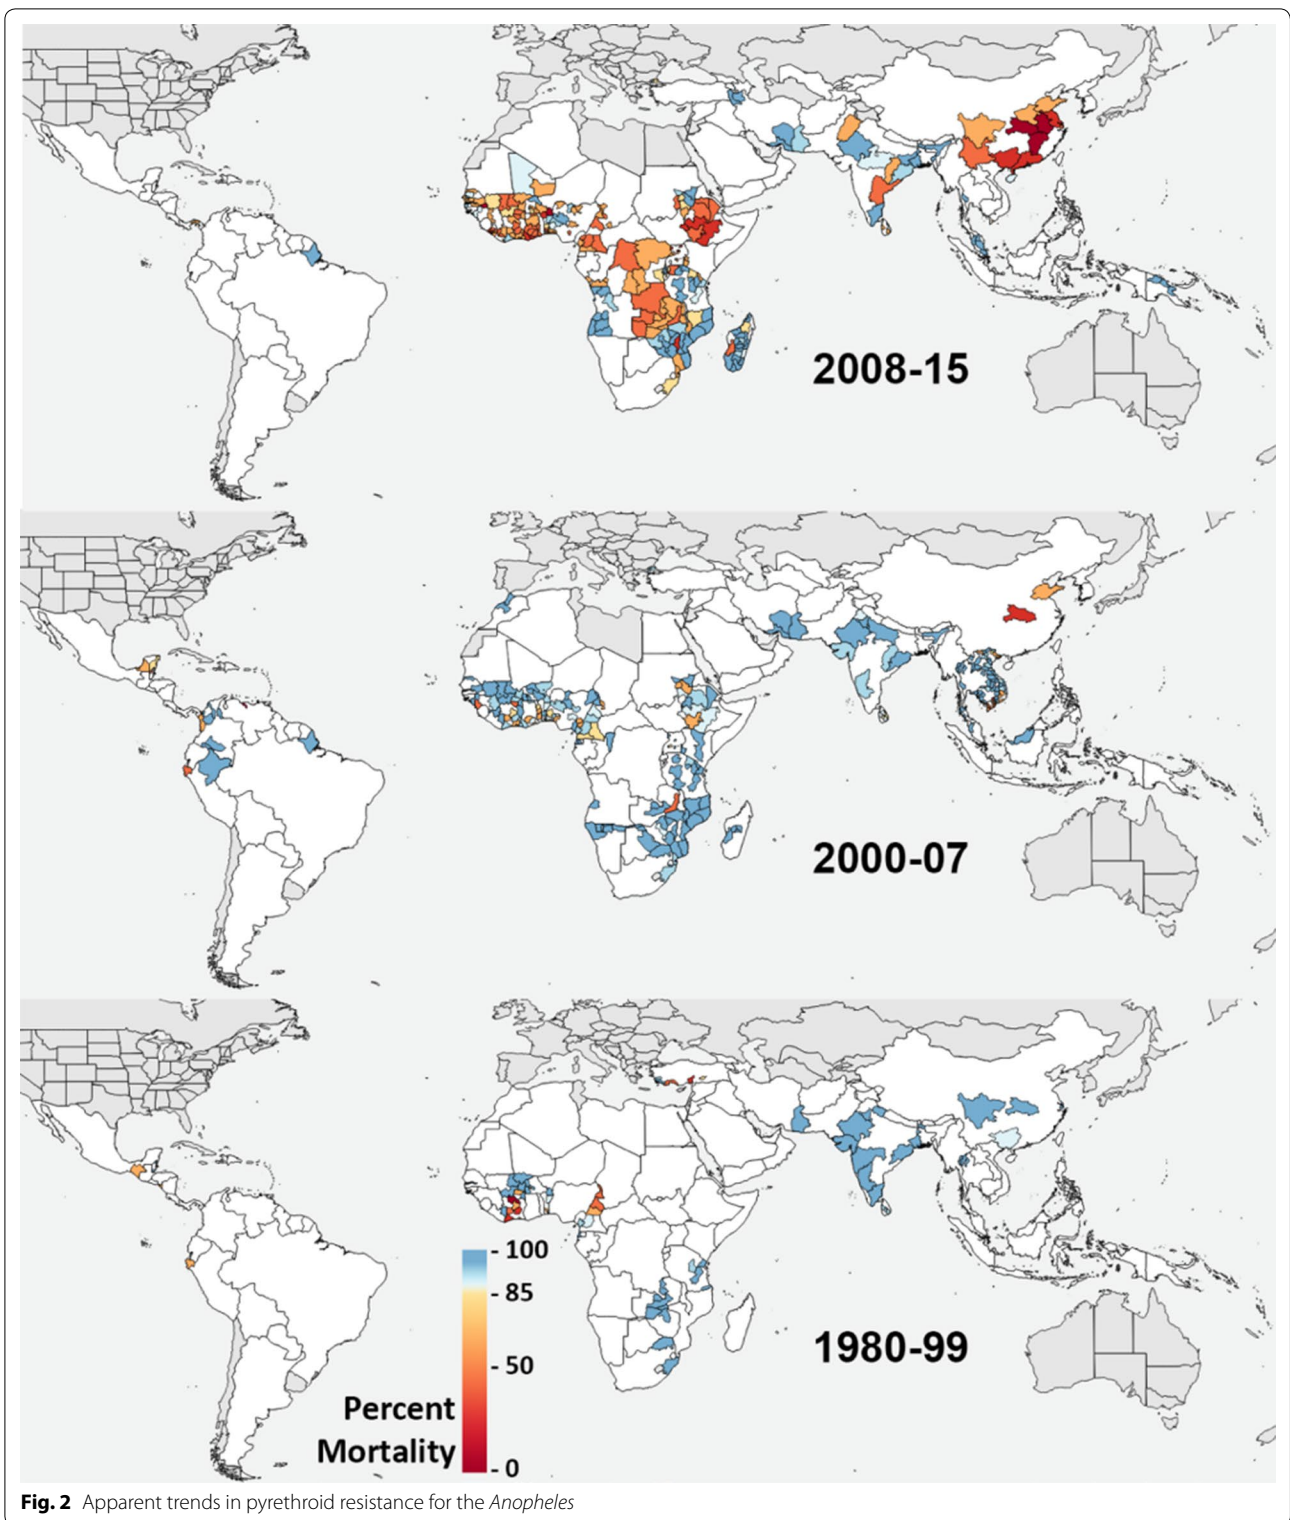 2008-15
2000-07
1980-99
- 100
- 85
- 50
- 0
Percent
Mortality
Fig. 2 Apparent trends in pyrethroid resistance for the Anopheles